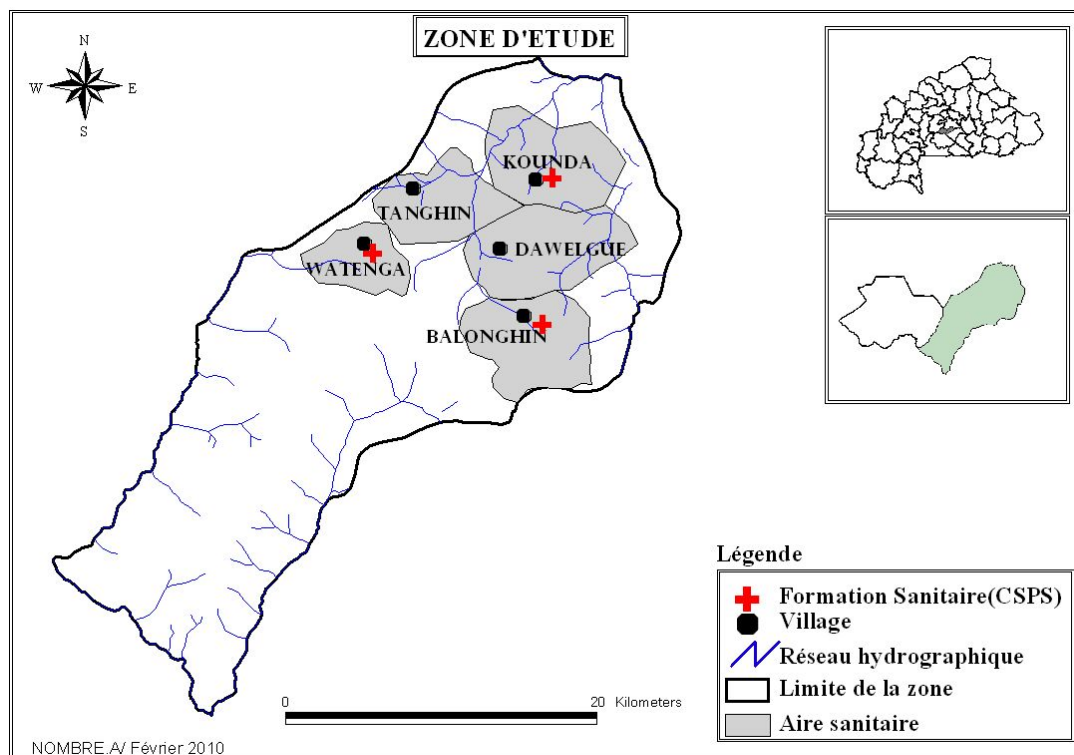 ZONE D'ETUDE
N
W E
S
KOUNDA
TANGHIN
DAWELGUE
WATENGA
BALONGHIN
Légende
Formation Sanitaire(CSPS)
Village
Réseau hydrographique
Limite de la zone
Aire sanitaire
0 20 Kilometers
NOMBRE.A/ Février 2010